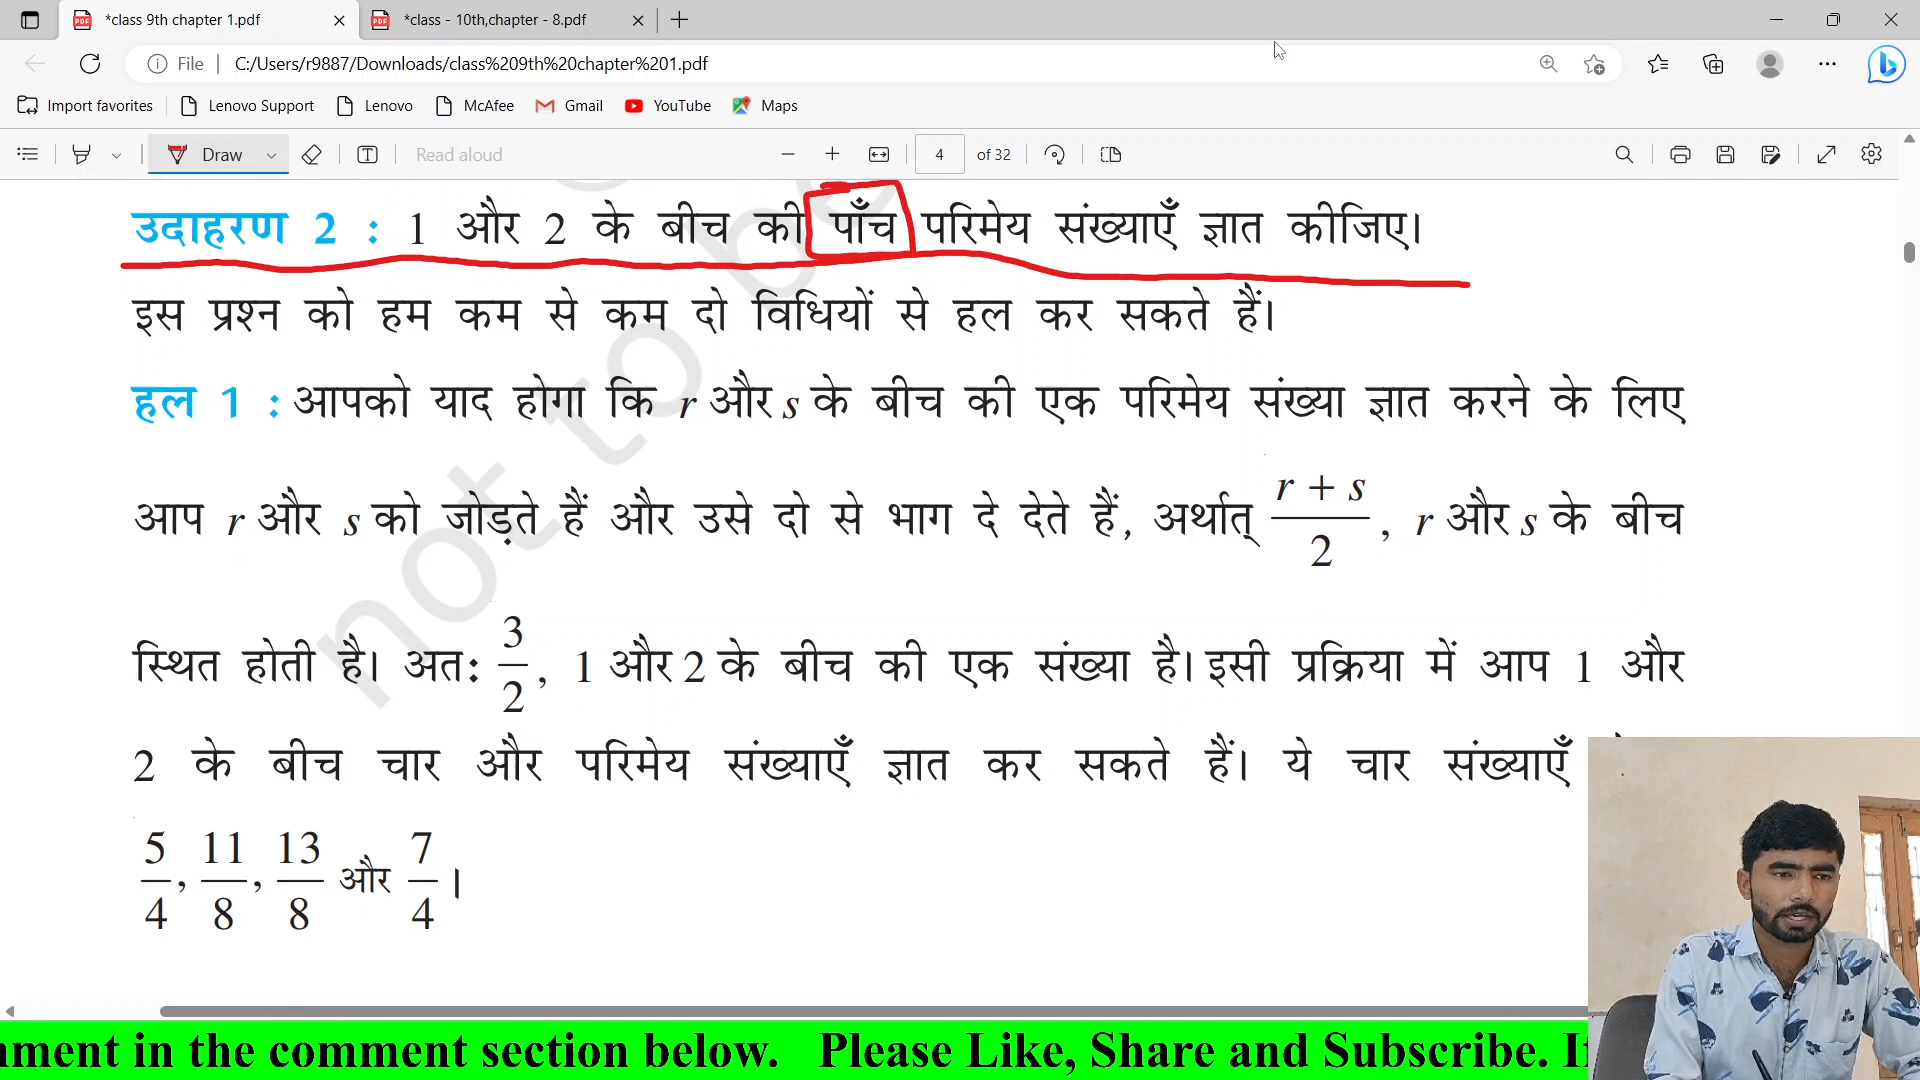 *class 9th chapter 1.pdf
*class - 10th,chapter - 8.pdf
File C:/Users/r9887/Downloads/class%209th%20chapter%201.pdf
Import favorites Lenovo Support Lenovo McAfee Gmail YouTube Maps
Draw Read aloud 4 of 32
उदाहरण 2 : 1 और 2 के बीच की पाँच परिमेय संख्याएँ ज्ञात कीजिए।
इस प्रश्न को हम कम से कम दो विधियों से हल कर सकते हैं।
हल 1 : आपको याद होगा कि r और s के बीच की एक परिमेय संख्या ज्ञात करने के लिए
आप r और s को जोड़ते हैं और उसे दो से भाग दे देते हैं, अर्थात् (r + s)/2, r और s के बीच
स्थित होती है। अतः 3/2, 1 और 2 के बीच की एक संख्या है। इसी प्रक्रिया में आप 1 और
2 के बीच चार और परिमेय संख्याएँ ज्ञात कर सकते हैं। ये चार संख्याएँ
5/4, 11/8, 13/8 और 7/4।
not to be
nment in the comment section below. Please Like, Share and Subscribe. If